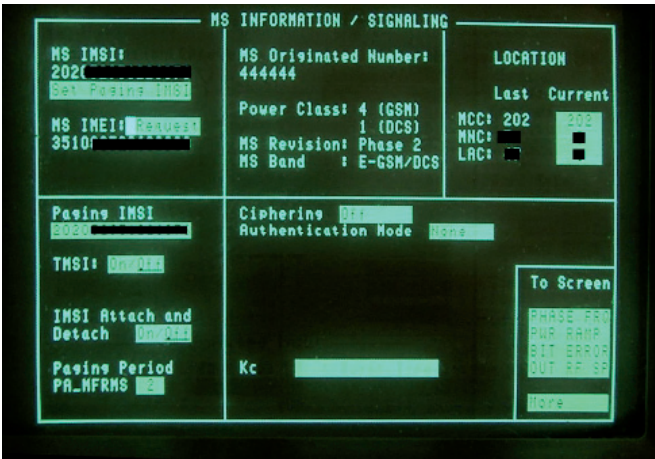 MS INFORMATION / SIGNALING
MS IMSI:
2020
Set Paging IMSI
MS IMEI: Request
35100
MS Originated Number:
444444
Power Class: 4 (GSM)
1 (DCS)
MS Revision: Phase 2
MS Band : E-GSM/DCS
LOCATION
Last Current
MCC: 202 202
MNC:
LAC:
Paging IMSI
2020
TMSI: On/Off
IMSI Attach and
Detach On/Off
Paging Period
PA_MFRMS 2
Ciphering Off
Authentication Mode None
Kc
To Screen
PHASE FRQ
PWR RAMP
BIT ERROR
OUT RF SP
More